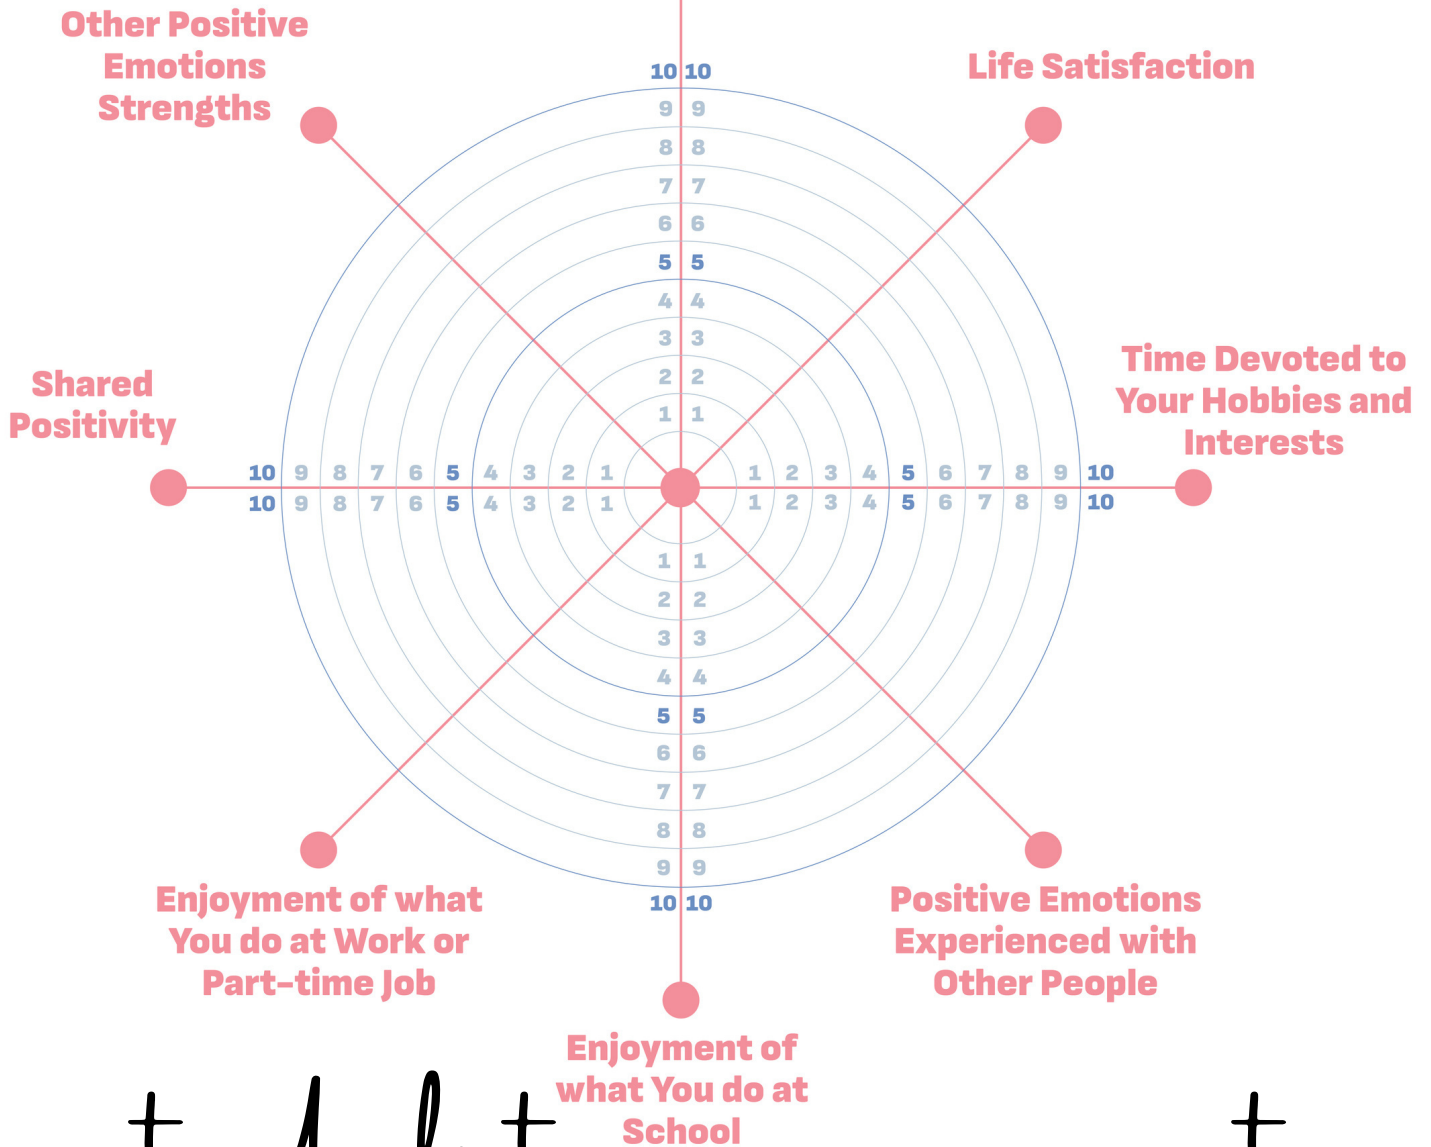 Other Positive
Emotions
Strengths
Life Satisfaction
10 10
9 9
8 8
7 7
6 6
5 5
4 4
3 3
2 2
1 1
Shared
Positivity
Time Devoted to
Your Hobbies and
Interests
10 9 8 7 6 5 4 3 2 1 1 2 3 4 5 6 7 8 9 10
10 9 8 7 6 5 4 3 2 1 1 2 3 4 5 6 7 8 9 10
1 1
2 2
3 3
4 4
5 5
6 6
7 7
8 8
9 9
10 10
Enjoyment of what
You do at Work or
Part-time Job
Positive Emotions
Experienced with
Other People
Enjoyment of
what You do at
School